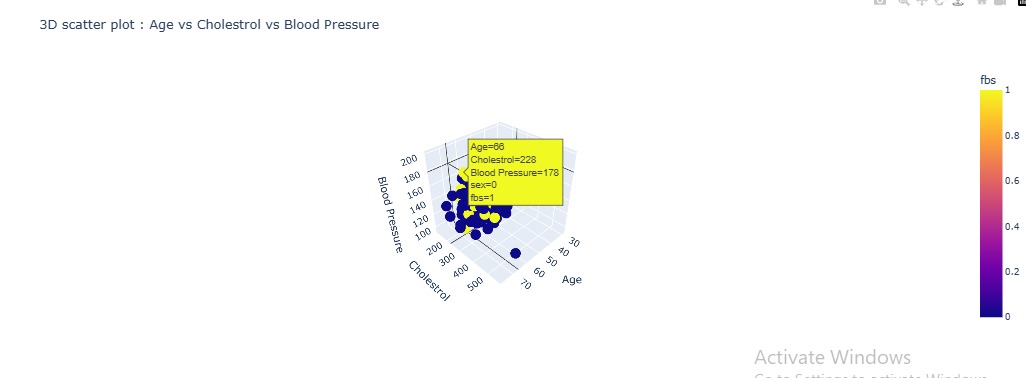 3D scatter plot : Age vs Cholestrol vs Blood Pressure
fbs
1
0.8
0.6
0.4
0.2
0
Age=66
Cholestrol=228
Blood Pressure=178
sex=0
fbs=1
200
180
160
140
120
100
Blood Pressure
200
300
400
500
Cholestrol
30
40
50
60
70
Age
Activate Windows
Go to Settings to activate Windows.